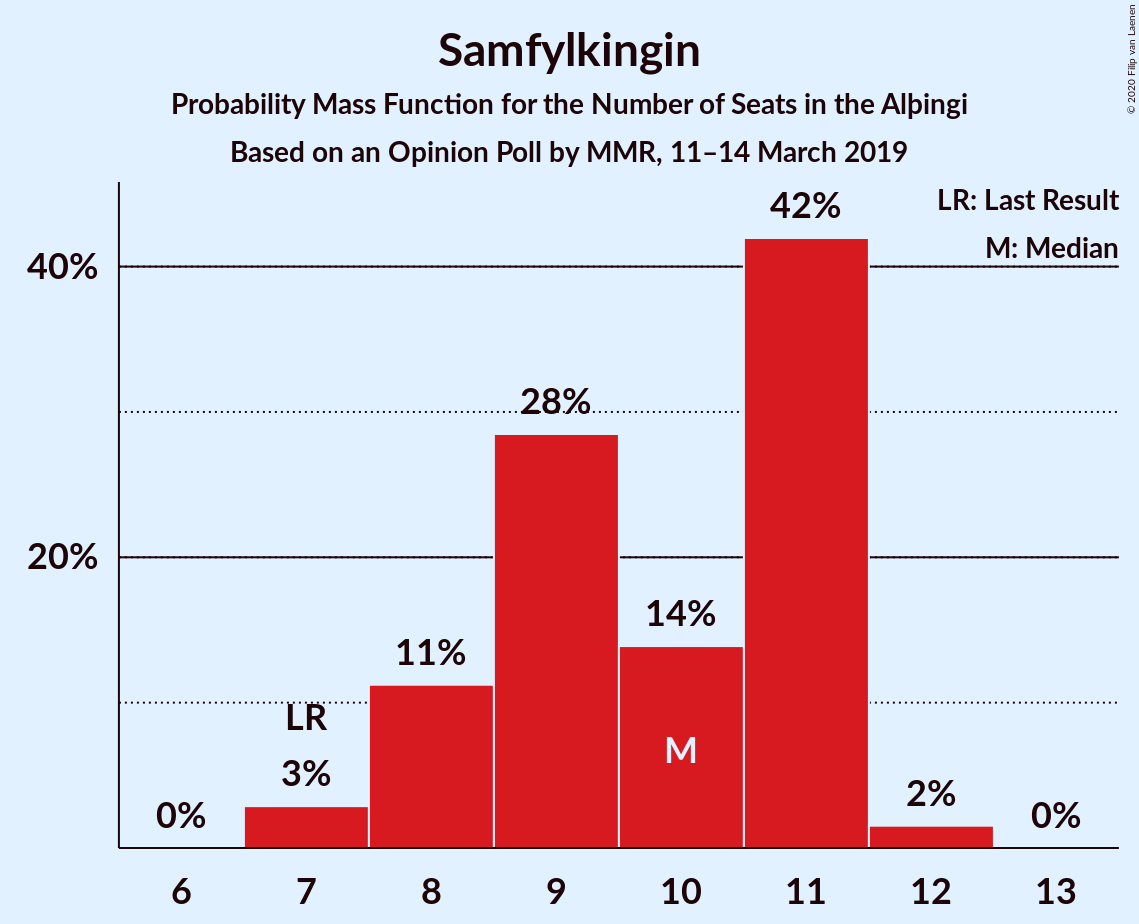 Samfylkingin
Probability Mass Function for the Number of Seats in the Alþingi
Based on an Opinion Poll by MMR, 11–14 March 2019
© 2020 Filip van Laenen
LR: Last Result
M: Median
42%
40%
28%
20%
14%
11%
LR
M
3%
2%
0%
0%
6 7 8 9 10 11 12 13